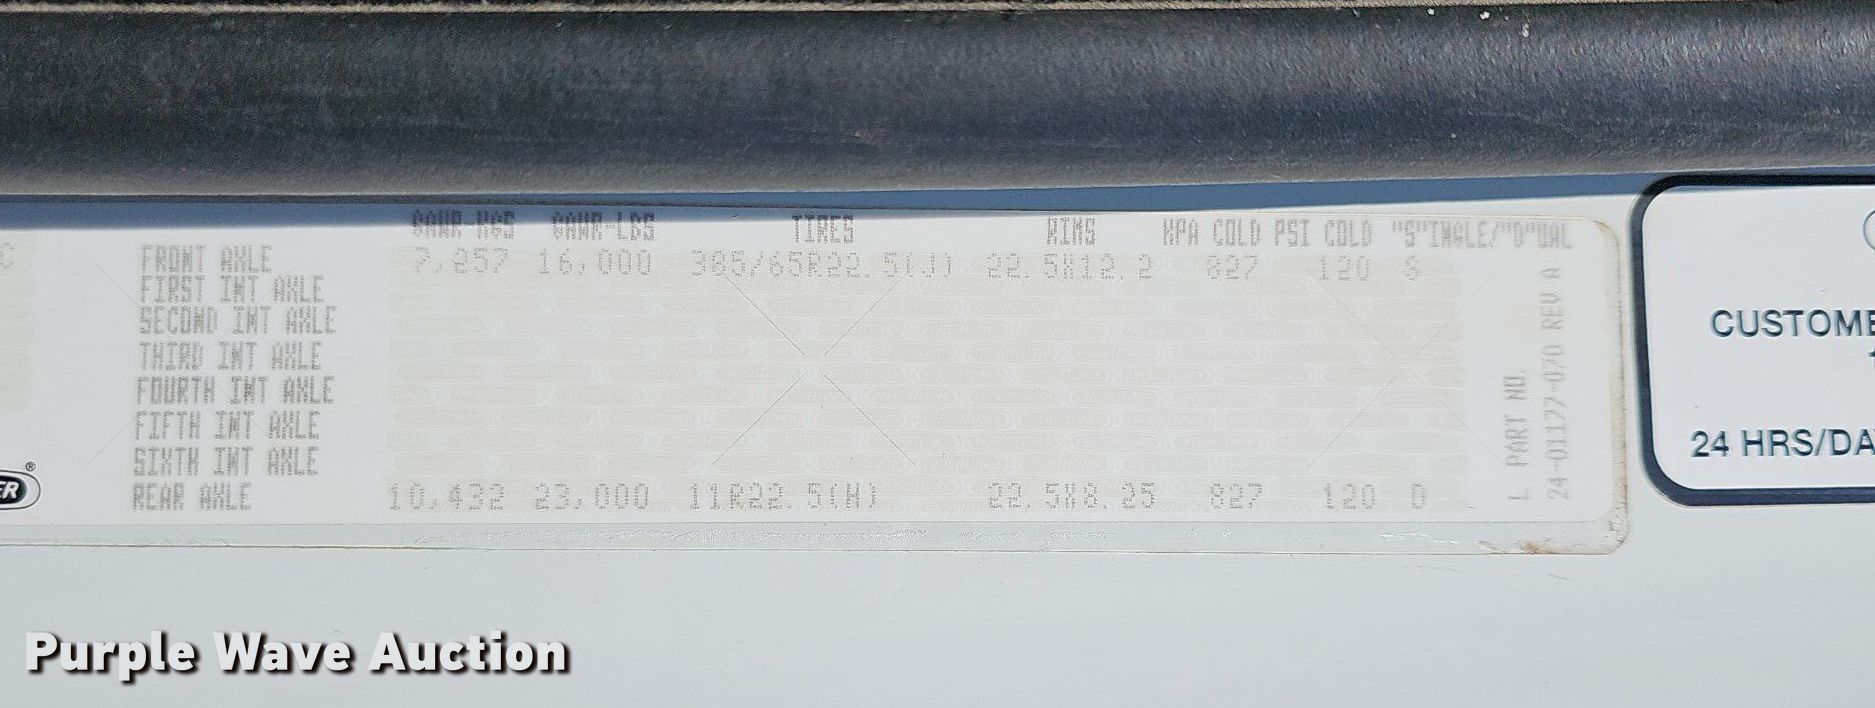 GAWR-KGS GAWR-LBS TIRES RIMS KPA COLD PSI COLD "S"INGLE/"D"UAL
FRONT AXLE 7,257 16,000 385/65R22.5(J) 22.5X12.2 827 120 S
FIRST INT AXLE
SECOND INT AXLE
THIRD INT AXLE
FOURTH INT AXLE
FIFTH INT AXLE
SIXTH INT AXLE
REAR AXLE 10,432 23,000 11R22.5(H) 22.5X8.25 827 120 D
L PART NO.
24-01177-070 REV A
CUSTOME
24 HRS/DA
ER®
Purple Wave Auction